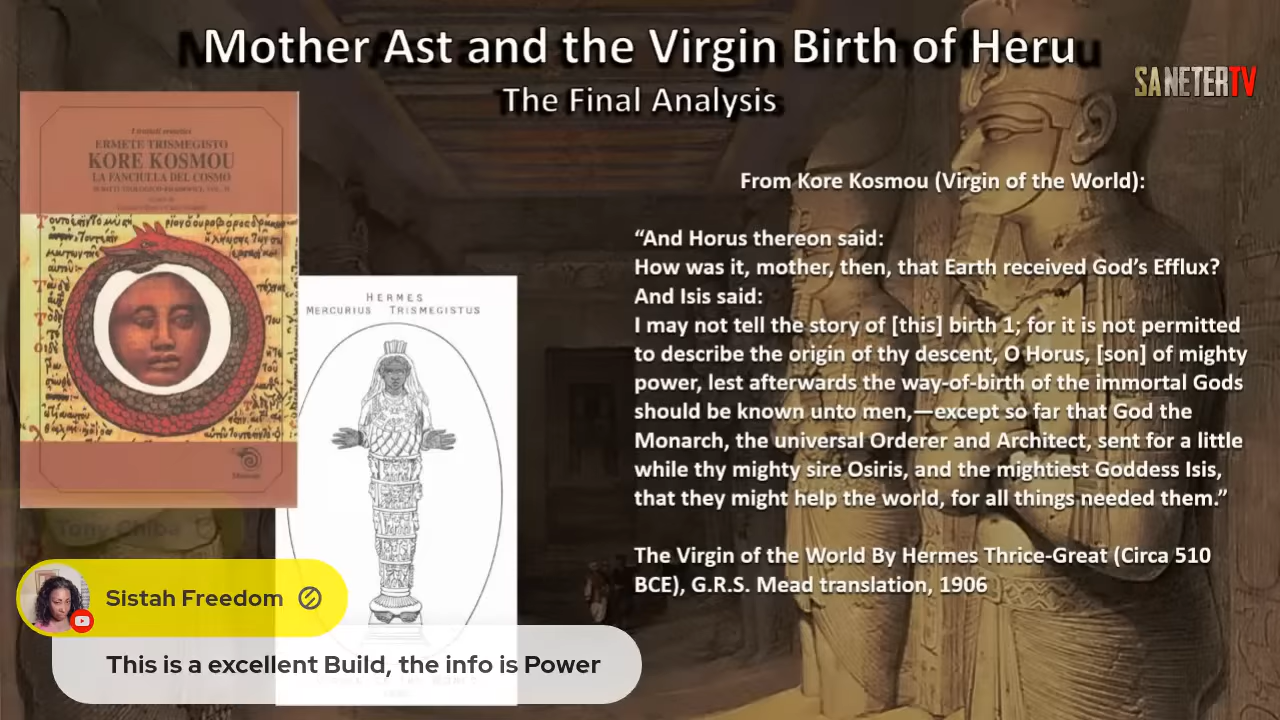 Mother Ast and the Virgin Birth of Heru
The Final Analysis
SANETERTV
ERMETE TRISMEGISTO
KORE KOSMOU
LA FANCIULLA DEL COSMO
HERMES
MERCURIUS TRISMEGISTUS
From Kore Kosmou (Virgin of the World):
“And Horus thereon said:
How was it, mother, then, that Earth received God’s Efflux?
And Isis said:
I may not tell the story of [this] birth 1; for it is not permitted
to describe the origin of thy descent, O Horus, [son] of mighty
power, lest afterwards the way-of-birth of the immortal Gods
should be known unto men,—except so far that God the
Monarch, the universal Orderer and Architect, sent for a little
while thy mighty sire Osiris, and the mightiest Goddess Isis,
that they might help the world, for all things needed them.”
The Virgin of the World By Hermes Thrice-Great (Circa 510
BCE), G.R.S. Mead translation, 1906
Tony Chiba
Sistah Freedom
This is a excellent Build, the info is Power